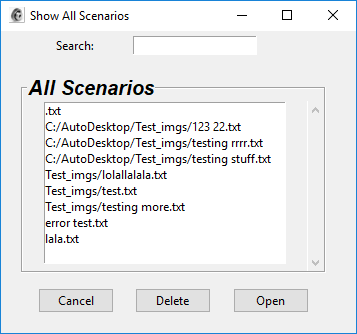 Show All Scenarios
Search:
All Scenarios
.txt
C:/AutoDesktop/Test_imgs/123 22.txt
C:/AutoDesktop/Test_imgs/testing rrrr.txt
C:/AutoDesktop/Test_imgs/testing stuff.txt
Test_imgs/lolallalala.txt
Test_imgs/test.txt
Test_imgs/testing more.txt
error test.txt
lala.txt
Cancel Delete Open